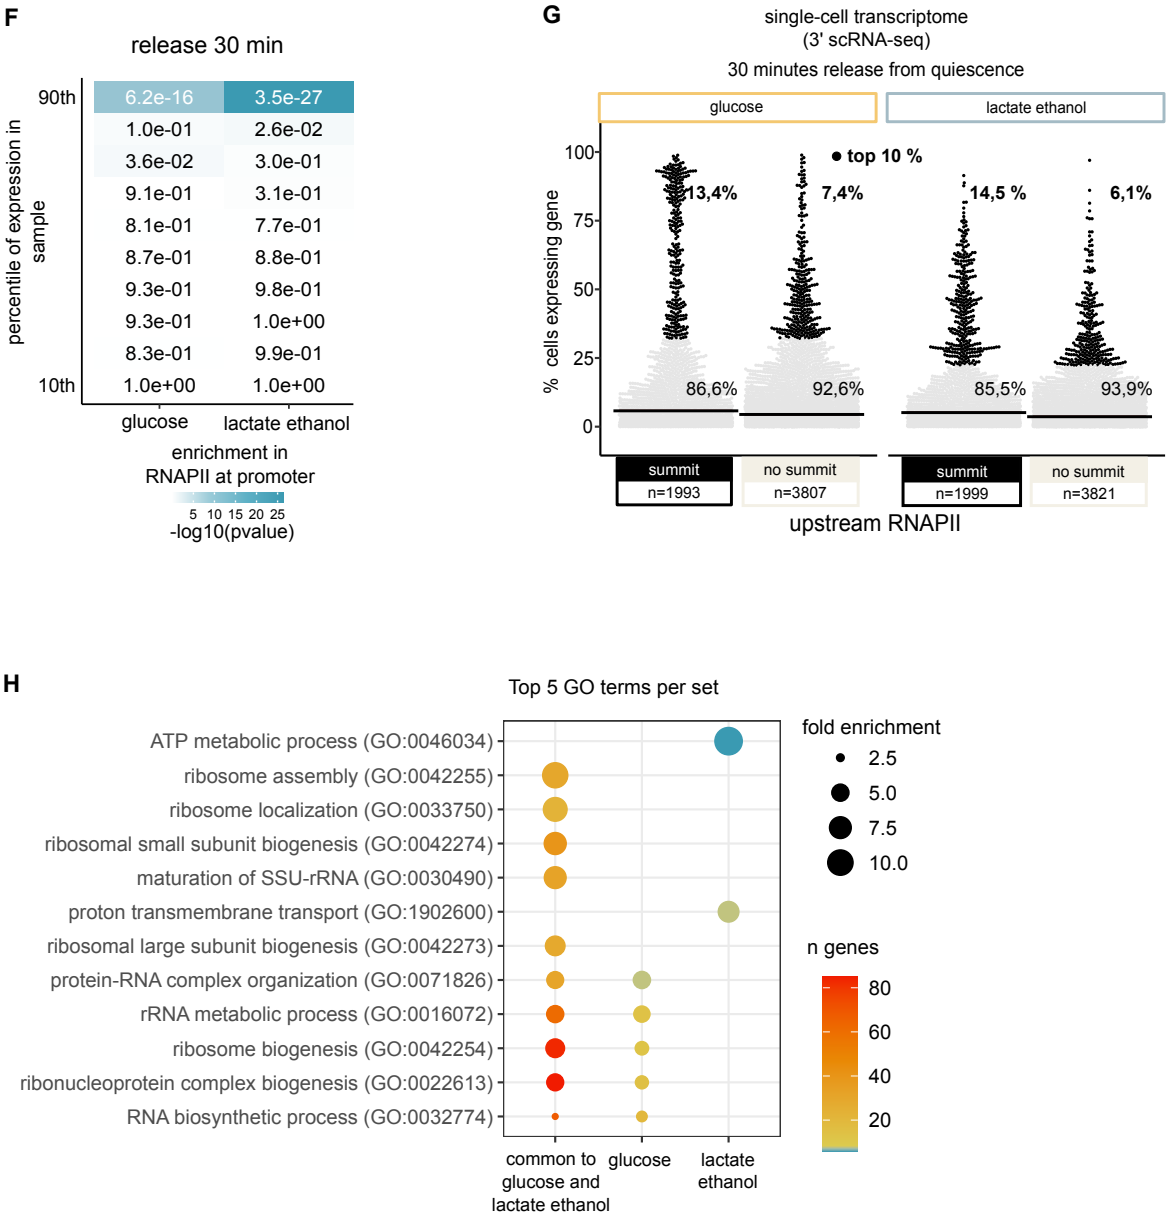 F
release 30 min
percentile of expression in
sample
90th
6.2e-16 3.5e-27
1.0e-01 2.6e-02
3.6e-02 3.0e-01
9.1e-01 3.1e-01
8.1e-01 7.7e-01
8.7e-01 8.8e-01
9.3e-01 9.8e-01
9.3e-01 1.0e+00
8.3e-01 9.9e-01
10th 1.0e+00 1.0e+00
glucose lactate ethanol
enrichment in
RNAPII at promoter
5 10 15 20 25
-log10(pvalue)
G
single-cell transcriptome
(3' scRNA-seq)
30 minutes release from quiescence
glucose lactate ethanol
% cells expressing gene
100
75
50
25
0
top 10 %
13,4% 7,4% 14,5 % 6,1%
86,6% 92,6% 85,5% 93,9%
summit no summit summit no summit
n=1993 n=3807 n=1999 n=3821
upstream RNAPII
H
Top 5 GO terms per set
ATP metabolic process (GO:0046034)
ribosome assembly (GO:0042255)
ribosome localization (GO:0033750)
ribosomal small subunit biogenesis (GO:0042274)
maturation of SSU-rRNA (GO:0030490)
proton transmembrane transport (GO:1902600)
ribosomal large subunit biogenesis (GO:0042273)
protein-RNA complex organization (GO:0071826)
rRNA metabolic process (GO:0016072)
ribosome biogenesis (GO:0042254)
ribonucleoprotein complex biogenesis (GO:0022613)
RNA biosynthetic process (GO:0032774)
common to
glucose and
lactate ethanol
glucose
lactate
ethanol
fold enrichment
2.5
5.0
7.5
10.0
n genes
80
60
40
20